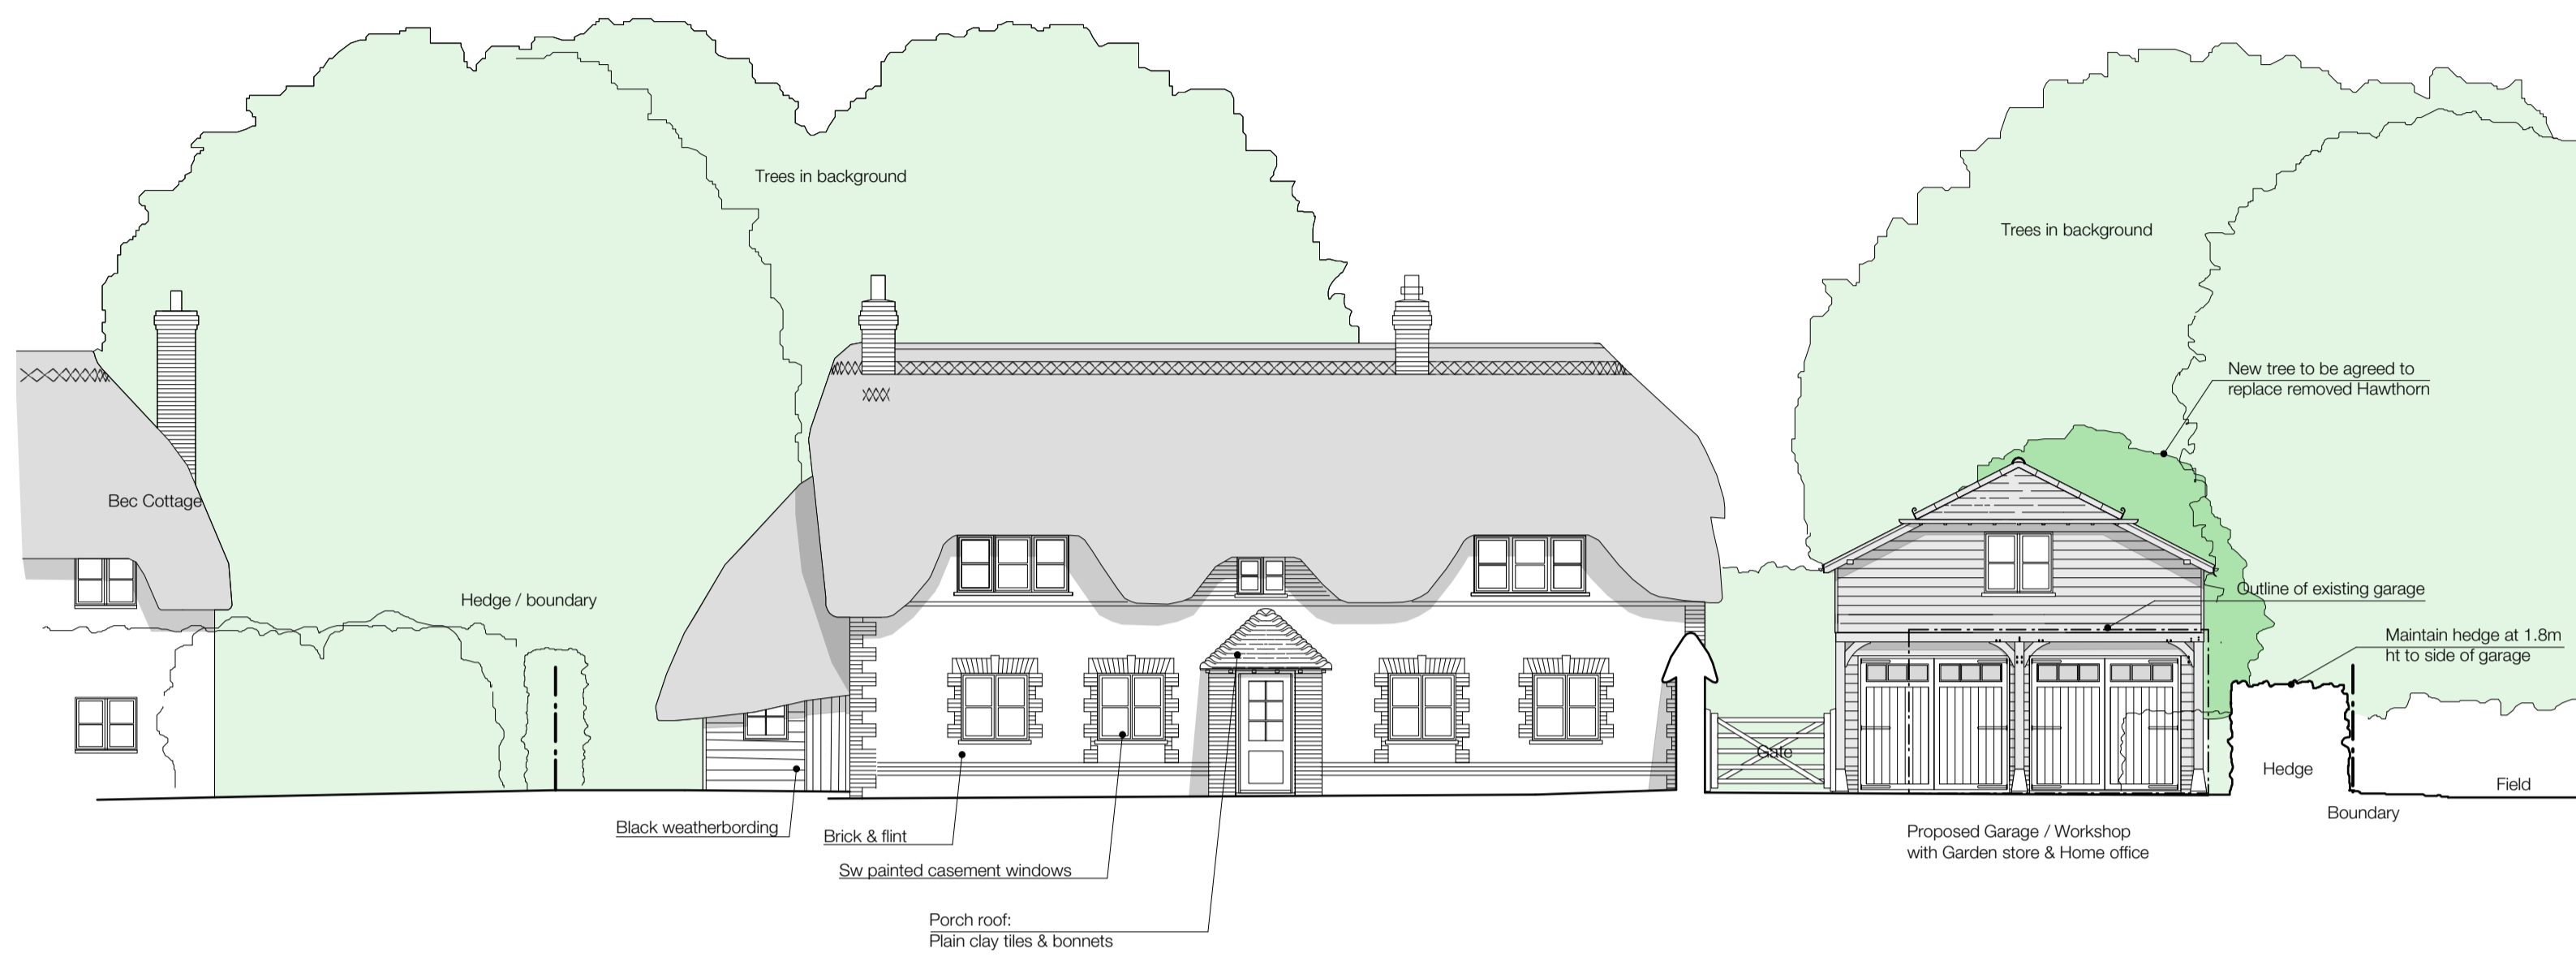 Trees in background
Trees in background
New tree to be agreed to
replace removed Hawthorn
Bec Cottage
Hedge / boundary
Outline of existing garage
Maintain hedge at 1.8m
ht to side of garage
Gate
Hedge
Field
Boundary
Black weatherbording
Brick & flint
Sw painted casement windows
Porch roof:
Plain clay tiles & bonnets
Proposed Garage / Workshop
with Garden store & Home office